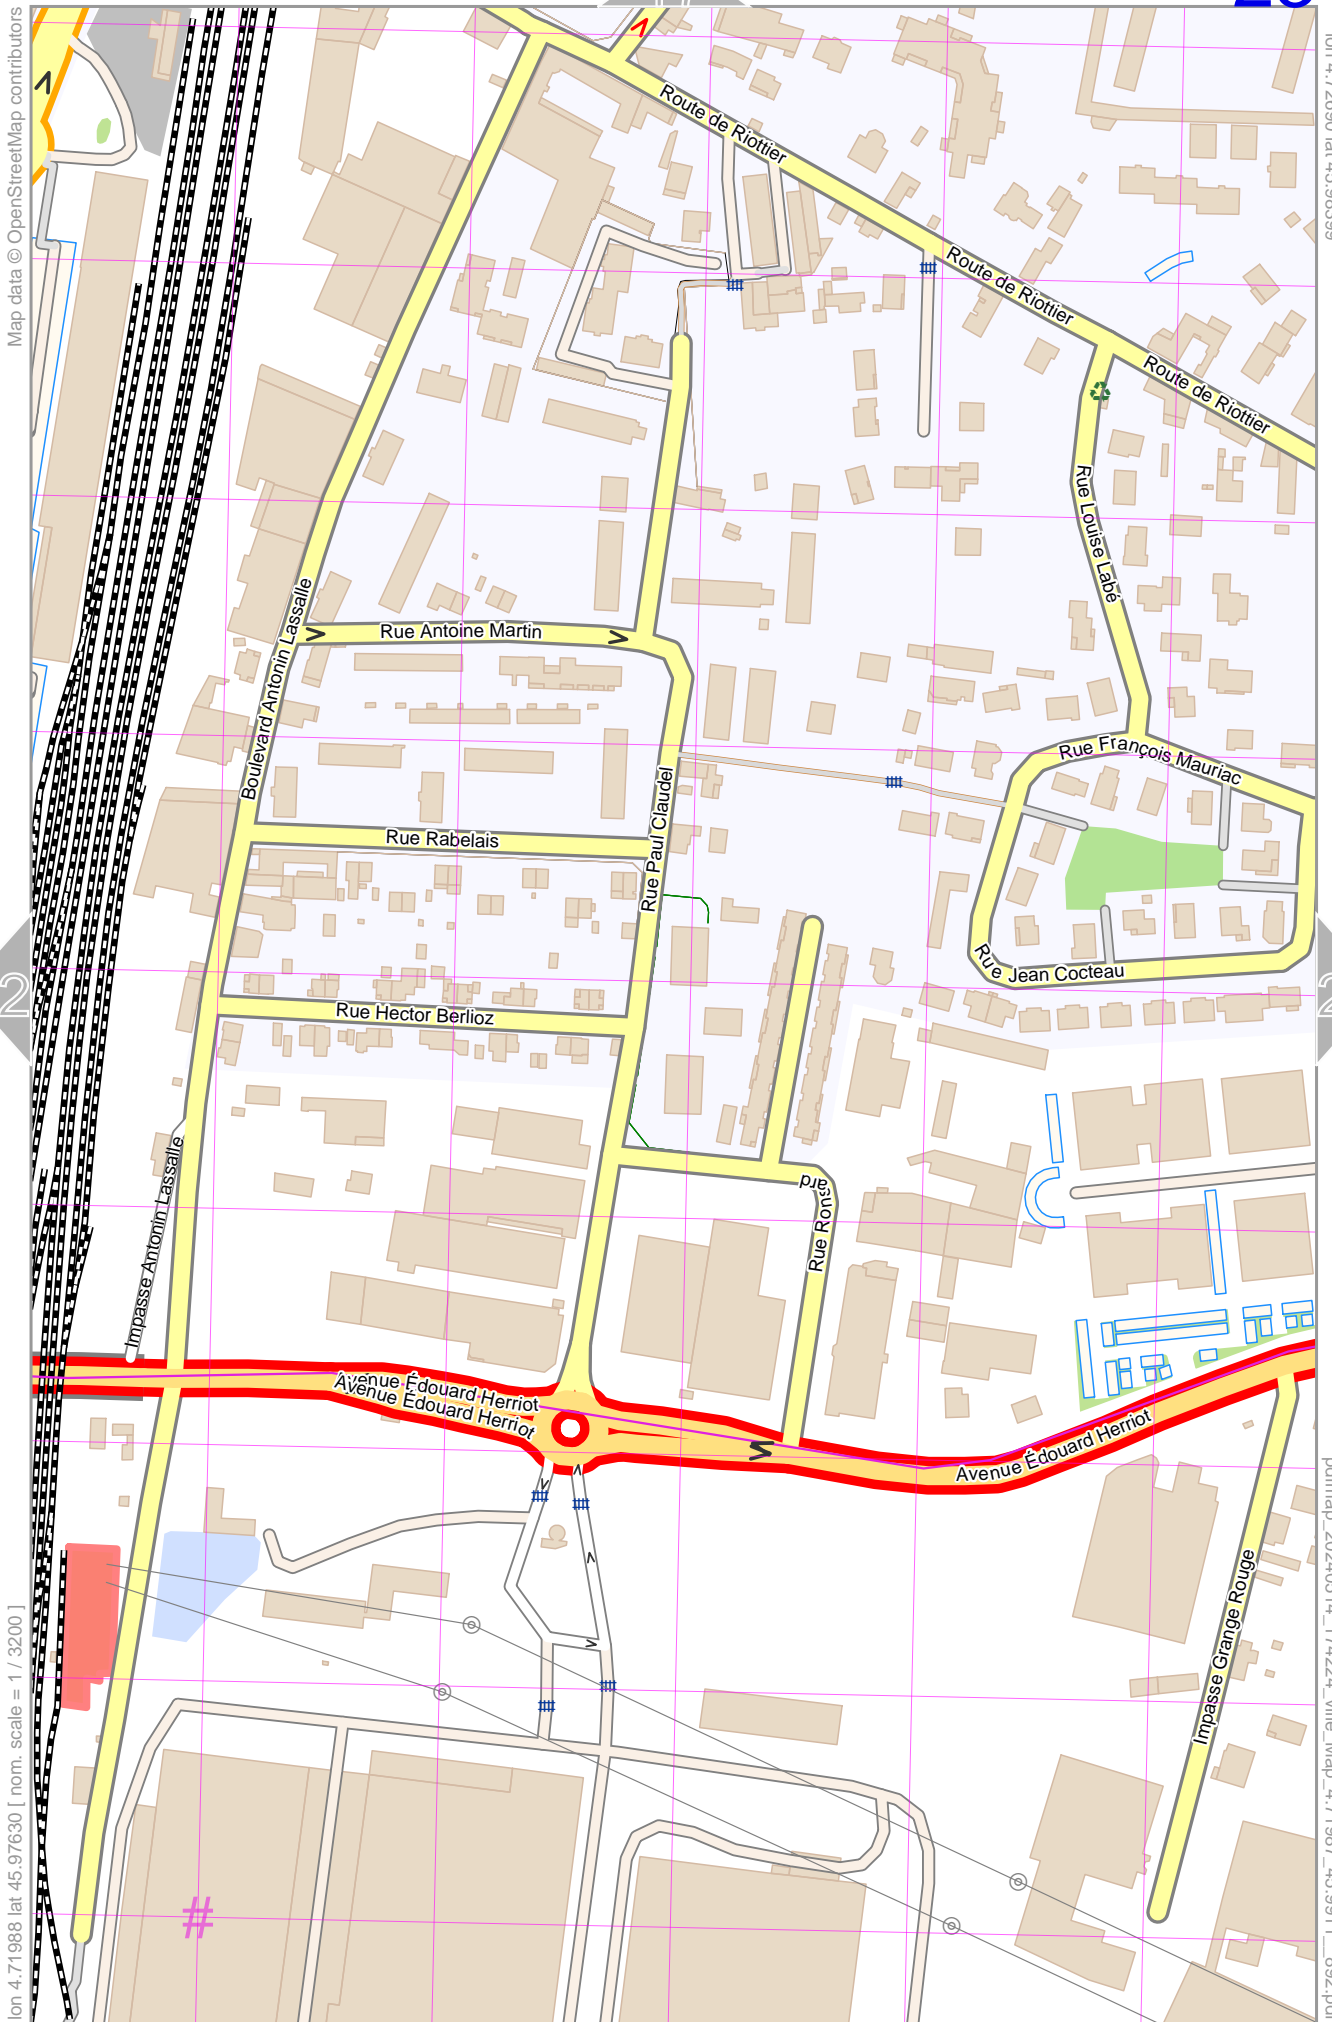 Map data © OpenStreetMap contributors
Route de Riottier
Route de Riottier
Route de Riottier
Rue Louise Labé
Boulevard Antonin Lassalle
Rue Antoine Martin
Rue François Mauriac
Rue Paul Claudel
Rue Rabelais
Rue Jean Cocteau
2
Rue Hector Berlioz
Impasse Antonin Lassalle
Rue Ronsard
Avenue Édouard Herriot
Avenue Édouard Herriot
Avenue Édouard Herriot
Impasse Grange Rouge
lon 4.71988 lat 45.97630 [ nom. scale = 1 / 3200 ]
#